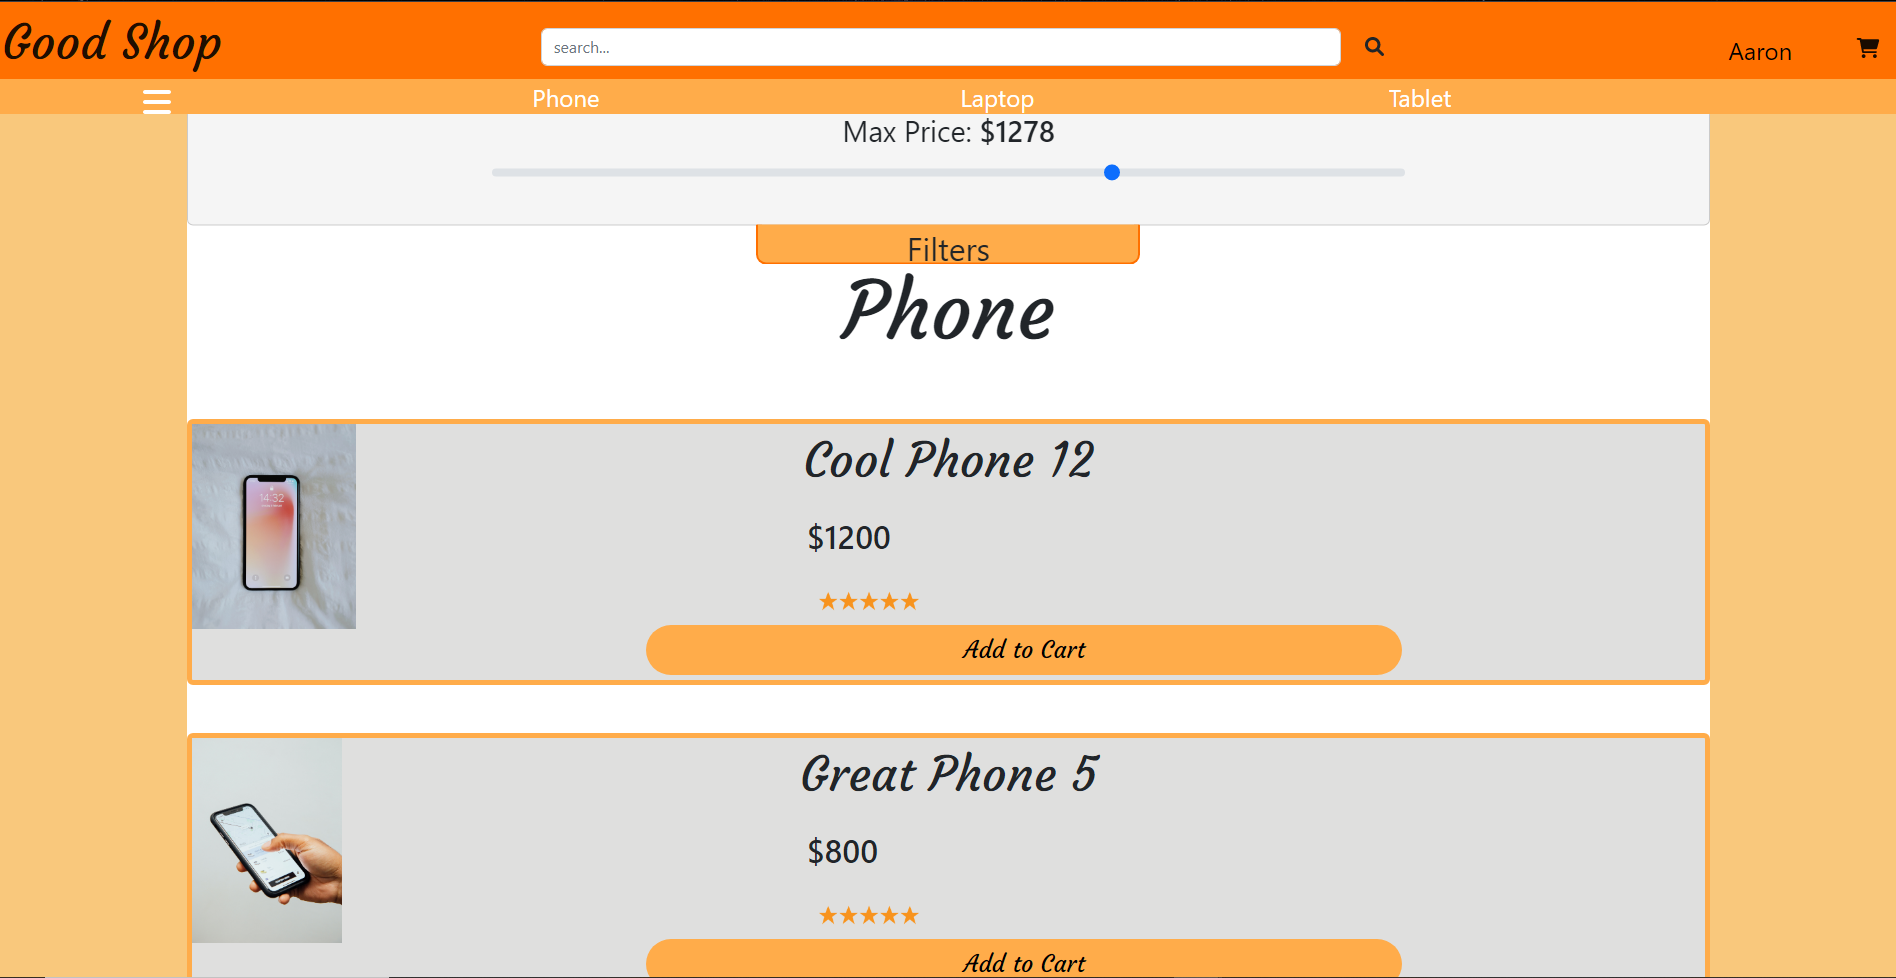 Good Shop
search...
Aaron
Phone
Laptop
Tablet
Max Price: $1278
Filters
Phone
Cool Phone 12
$1200
Add to Cart
14:32
Great Phone 5
$800
Add to Cart